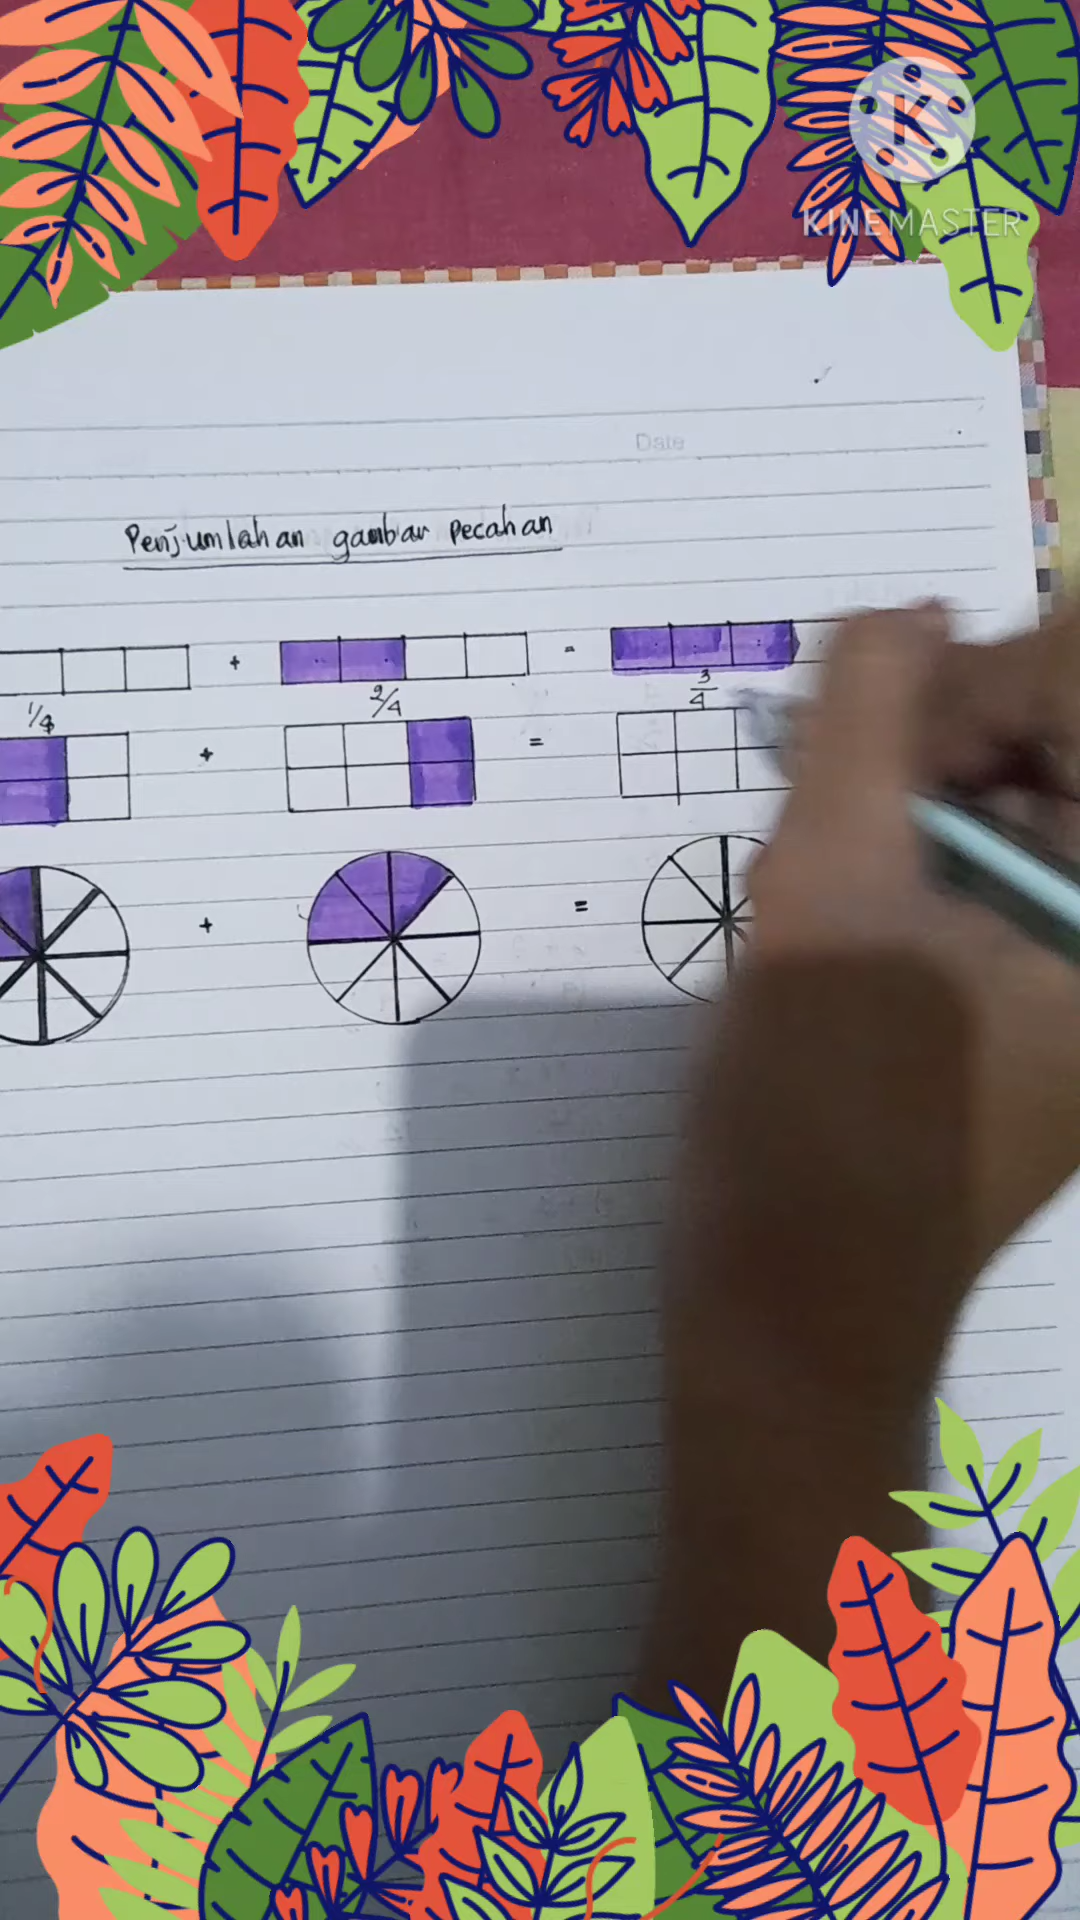 KINEMASTER
Date
Penjumlahan gambar Pecahan
+ =
1/4 2/4 3/4
+ =
+ =